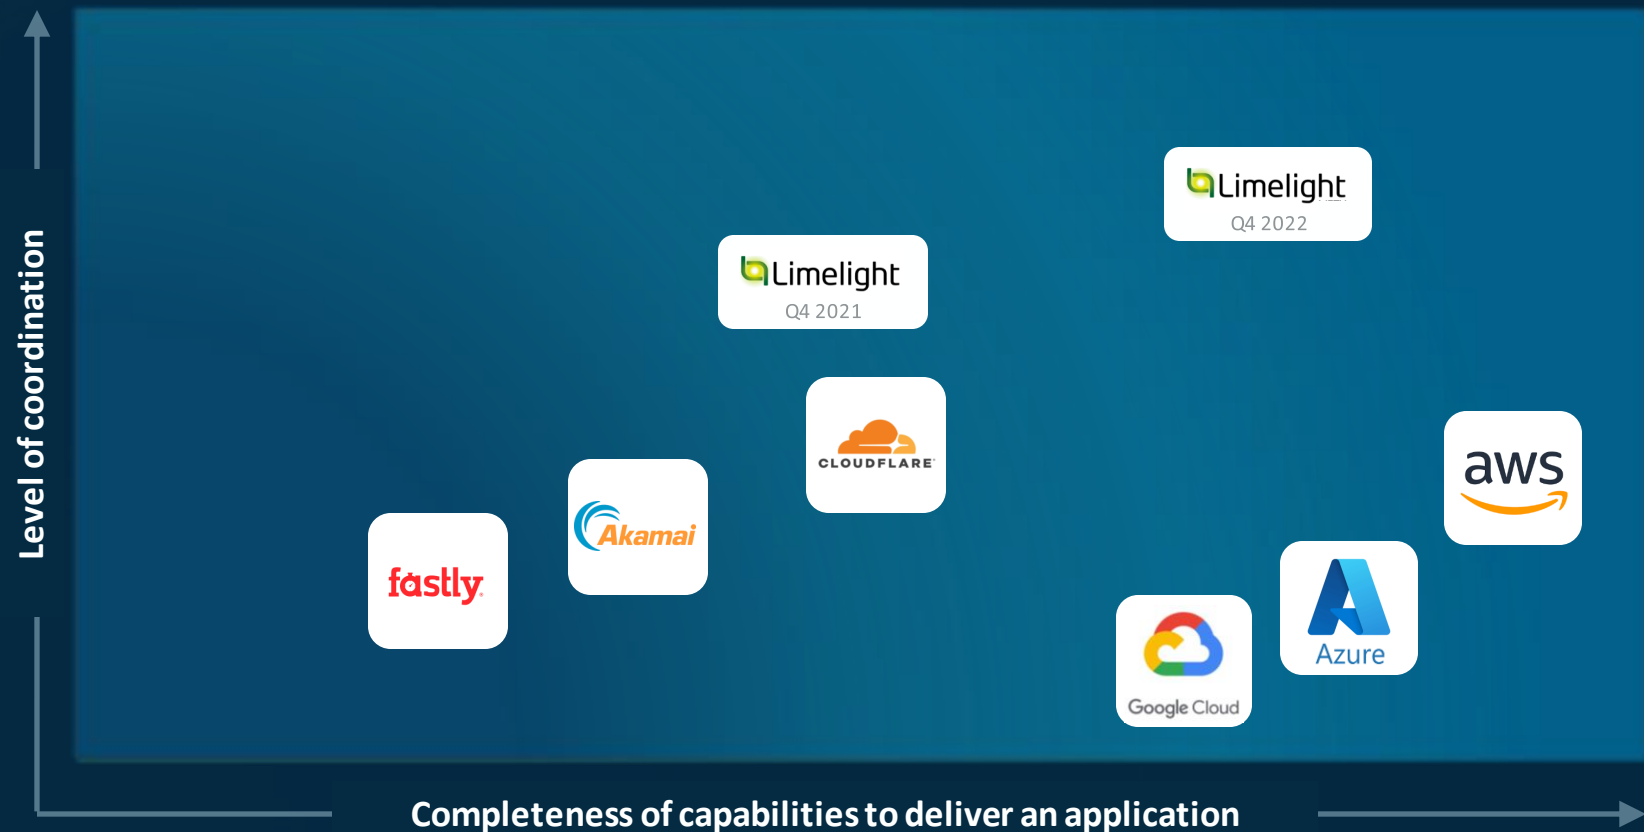 Level of coordination
Limelight
Q4 2022
Limelight
Q4 2021
CLOUDFLARE
aws
Akamai
fastly
Azure
Google Cloud
Completeness of capabilities to deliver an application